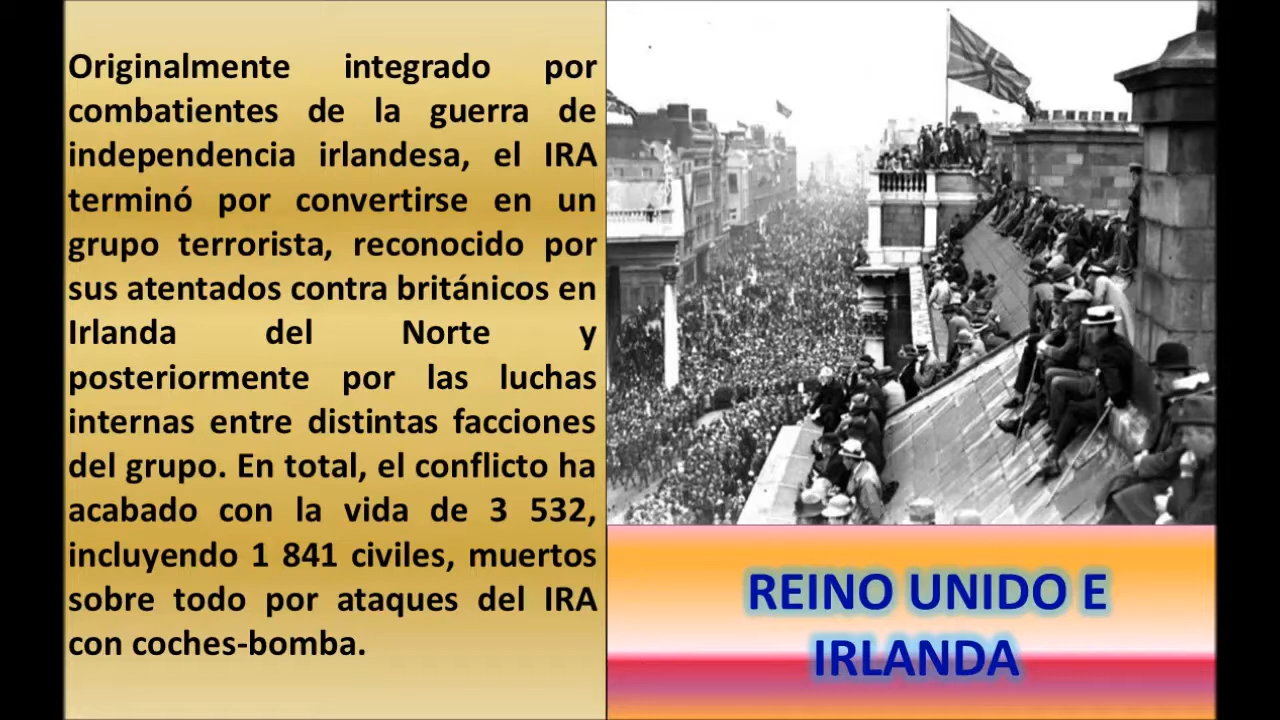 Originalmente integrado por
combatientes de la guerra de
independencia irlandesa, el IRA
terminó por convertirse en un
grupo terrorista, reconocido por
sus atentados contra británicos en
Irlanda del Norte y
posteriormente por las luchas
internas entre distintas facciones
del grupo. En total, el conflicto ha
acabado con la vida de 3 532,
incluyendo 1 841 civiles, muertos
sobre todo por ataques del IRA
con coches-bomba.
REINO UNIDO E
IRLANDA